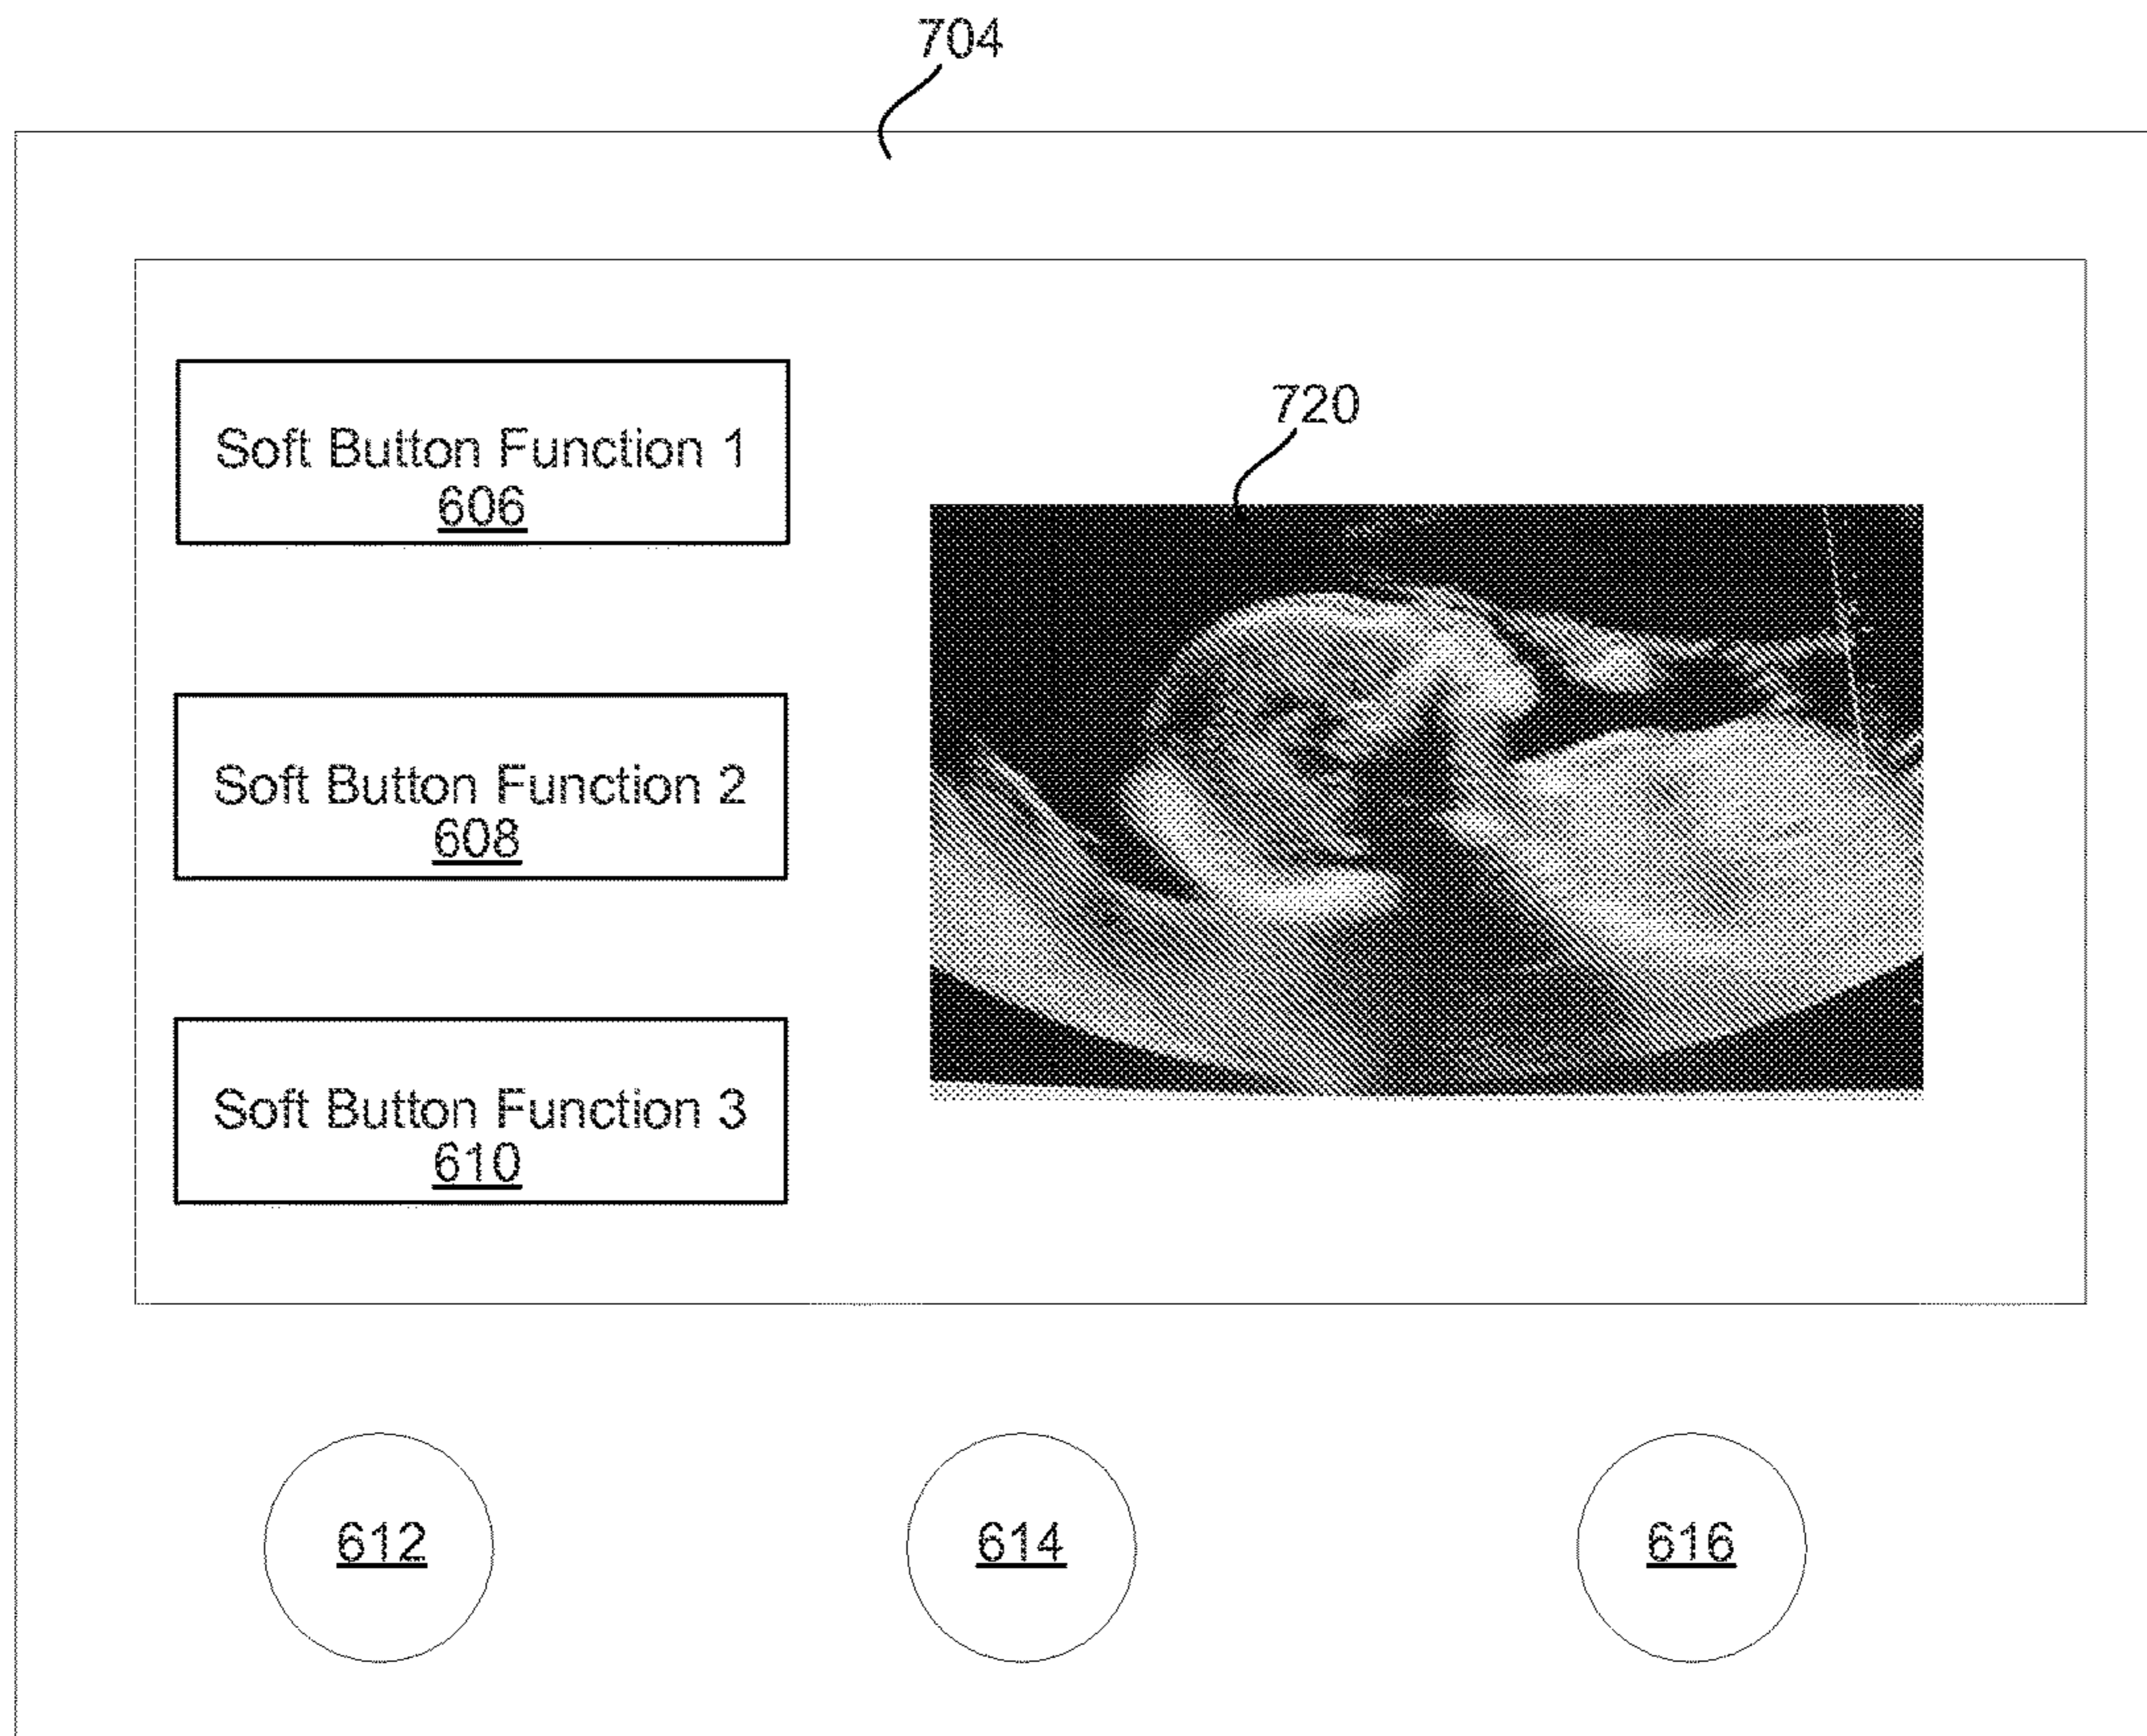 704
Soft Button Function 1
606
720
Soft Button Function 2
608
Soft Button Function 3
610
612
614
616